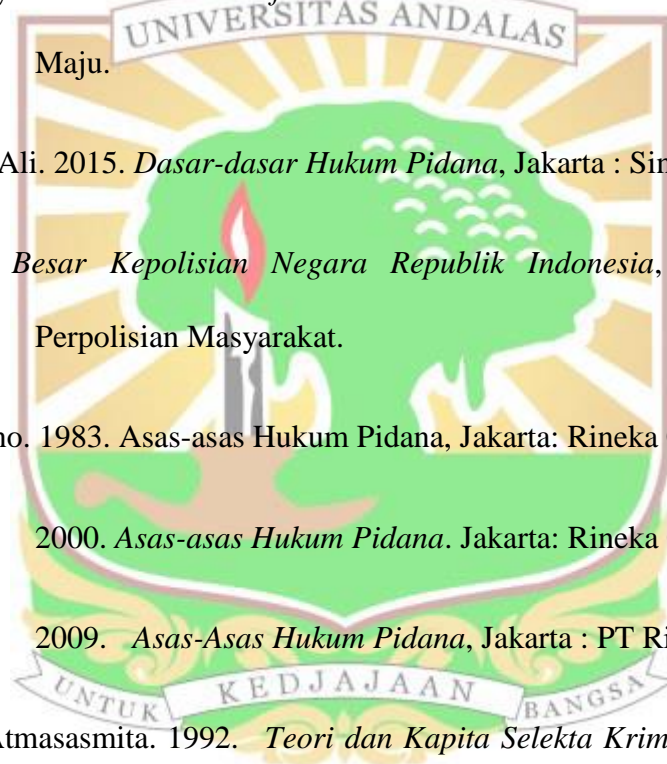 UNIVERSITAS ANDALAS
Maju.
Ali. 2015. Dasar-dasar Hukum Pidana, Jakarta : Sin
Besar Kepolisian Negara Republik Indonesia,
Perpolisian Masyarakat.
no. 1983. Asas-asas Hukum Pidana, Jakarta: Rineka
2000. Asas-asas Hukum Pidana. Jakarta: Rineka
2009. Asas-Asas Hukum Pidana, Jakarta : PT Ri
UNTUK KEDJAJAAN BANGSA
Atmasasmita. 1992. Teori dan Kapita Selekta Krim